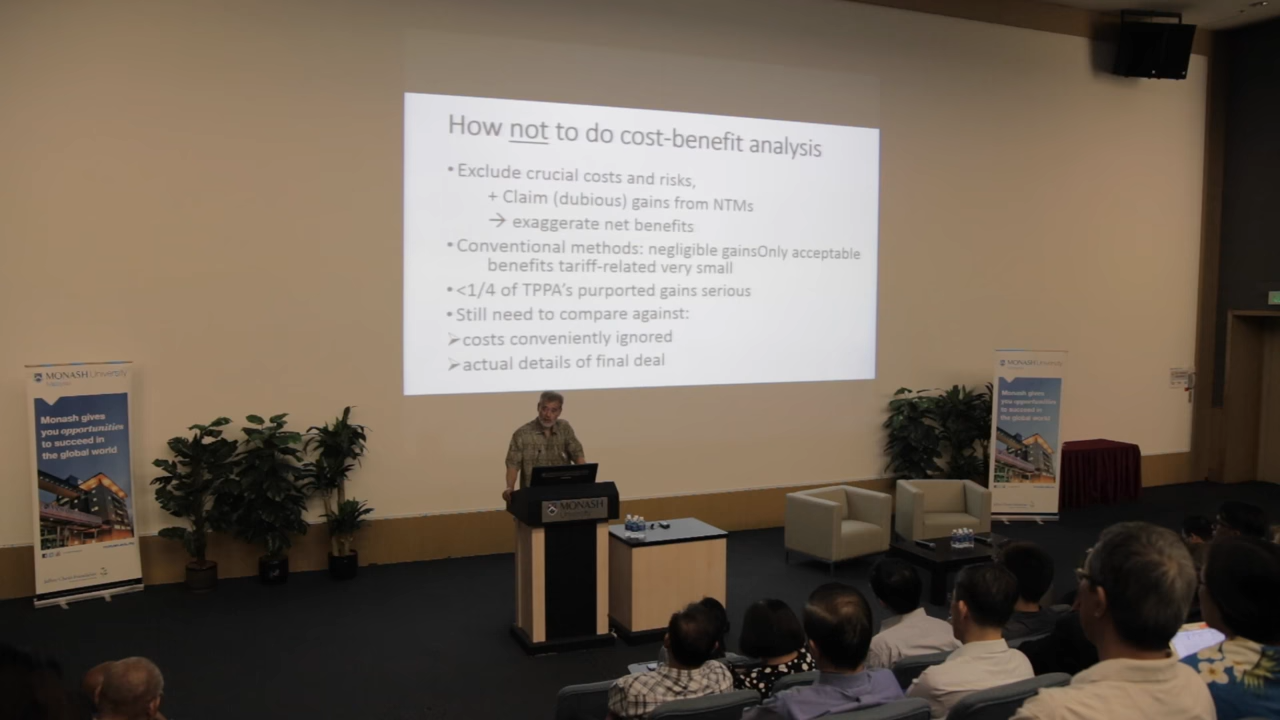 How not to do cost-benefit analysis
•Exclude crucial costs and risks,
+ Claim (dubious) gains from NTMs
→ exaggerate net benefits
•Conventional methods: negligible gainsOnly acceptable
benefits tariff-related very small
•<1/4 of TPPA's purported gains serious
•Still need to compare against:
➢costs conveniently ignored
➢actual details of final deal
MONASH University
Monash gives
you opportunities
to succeed in
the global world
MONASH
University
MONASH University
Monash gives
you opportunities
to succeed in
the global world